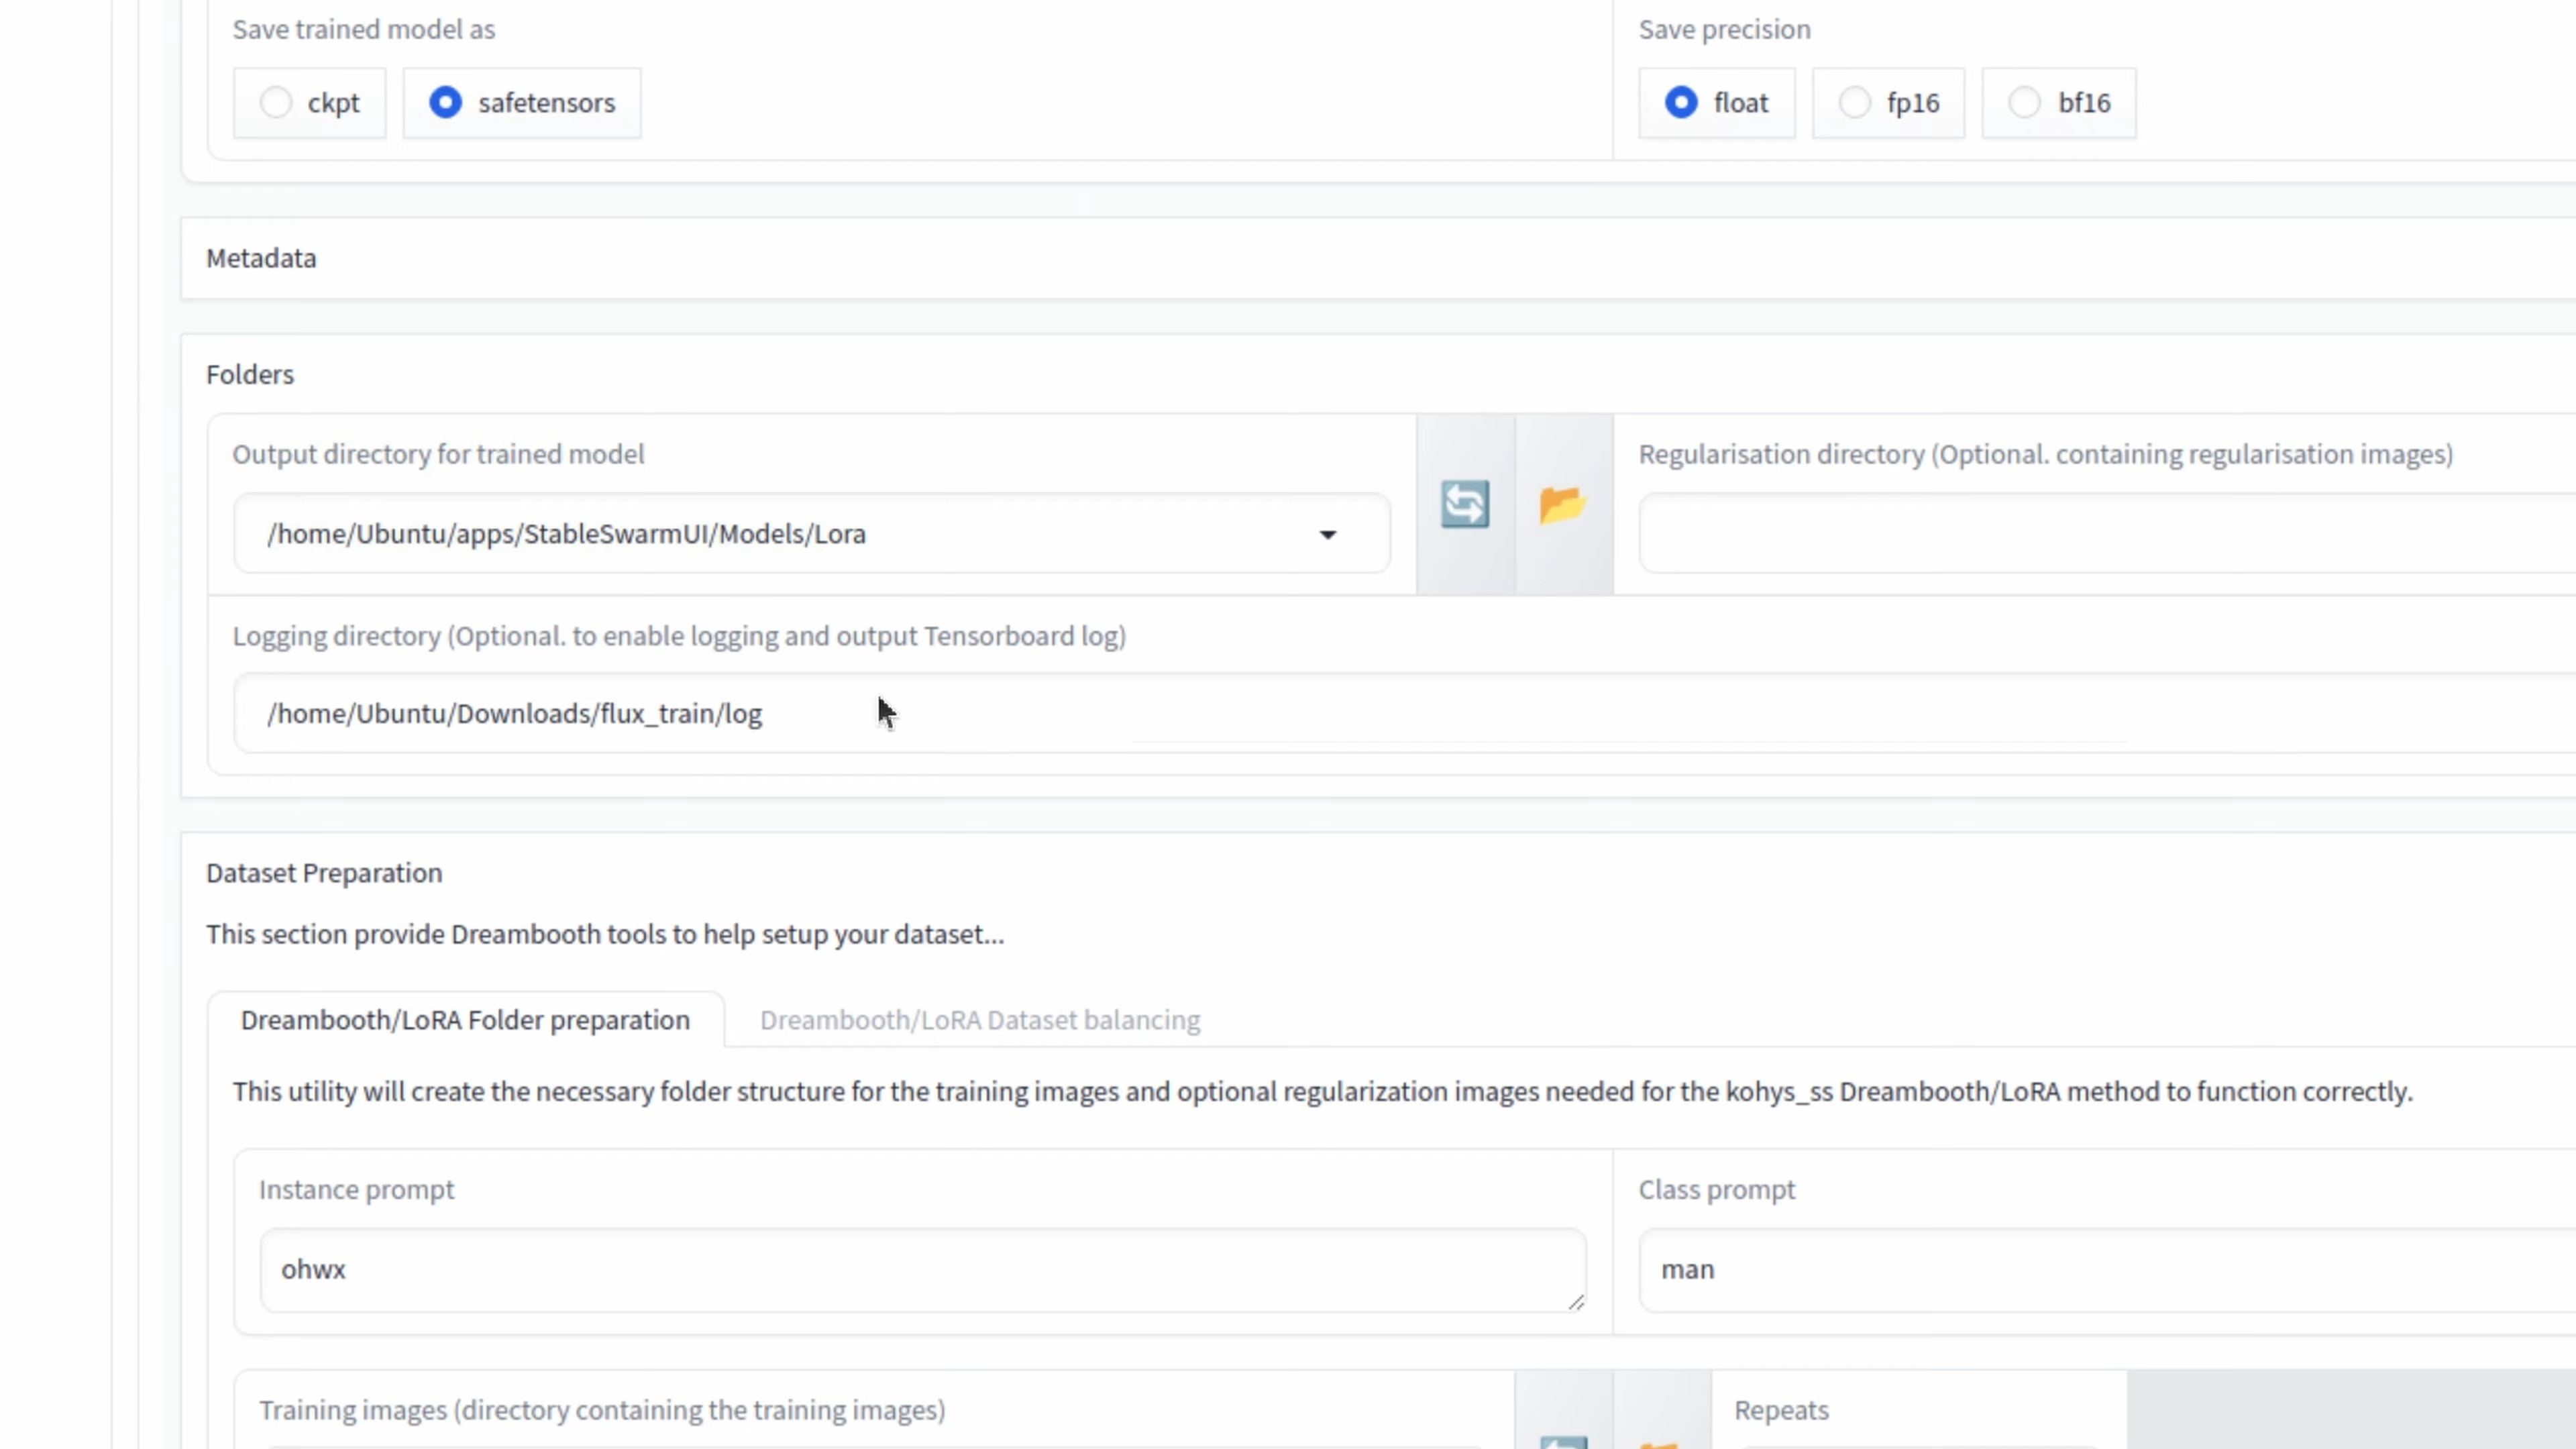 Save trained model as
Save precision
ckpt
safetensors
float
fp16
bf16
Metadata
Folders
Output directory for trained model
Regularisation directory (Optional. containing regularisation images)
/home/Ubuntu/apps/StableSwarmUI/Models/Lora
Logging directory (Optional. to enable logging and output Tensorboard log)
/home/Ubuntu/Downloads/flux_train/log
Dataset Preparation
This section provide Dreambooth tools to help setup your dataset...
Dreambooth/LoRA Folder preparation
Dreambooth/LoRA Dataset balancing
This utility will create the necessary folder structure for the training images and optional regularization images needed for the kohys_ss Dreambooth/LoRA method to function correctly.
Instance prompt
Class prompt
ohwx
man
Training images (directory containing the training images)
Repeats